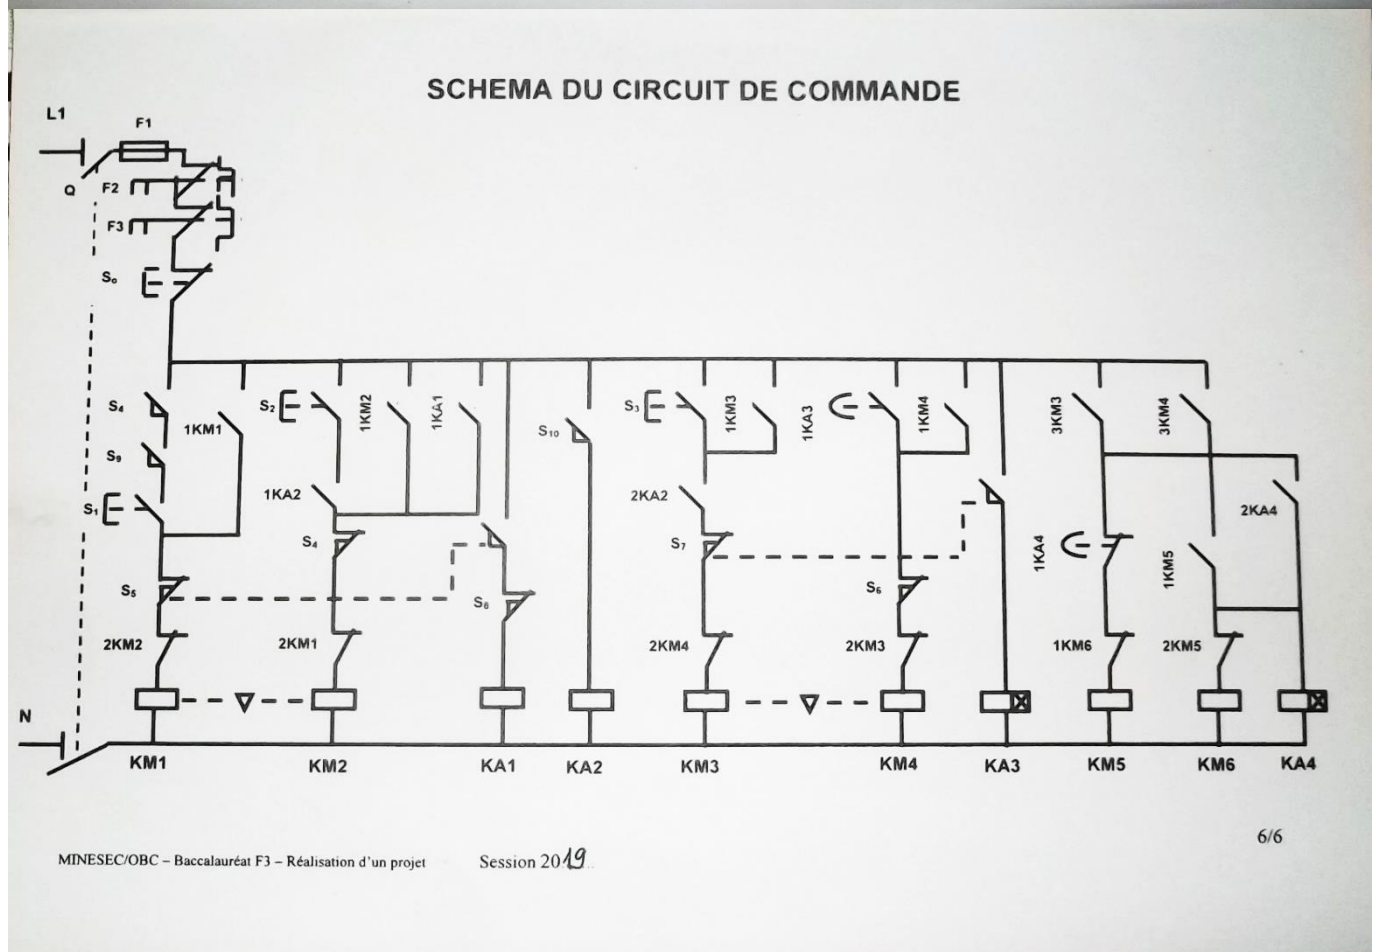 SCHEMA DU CIRCUIT DE COMMANDE
L1
F1
Q
F2
F3
S₀
S₄
1KM1
S₂
1KM2
1KA1
S₁₀
S₃
1KM3
1KA3
1KM4
3KM3
3KM4
S₉
S₁
1KA2
2KA2
2KA4
S₄
S₇
1KA4
1KM5
S₅
S₆
S₆
2KM2
2KM1
2KM4
2KM3
1KM6
2KM5
N
KM1
KM2
KA1
KA2
KM3
KM4
KA3
KM5
KM6
KA4
6/6
MINESEC/OBC – Baccalauréat F3 – Réalisation d'un projet Session 2019